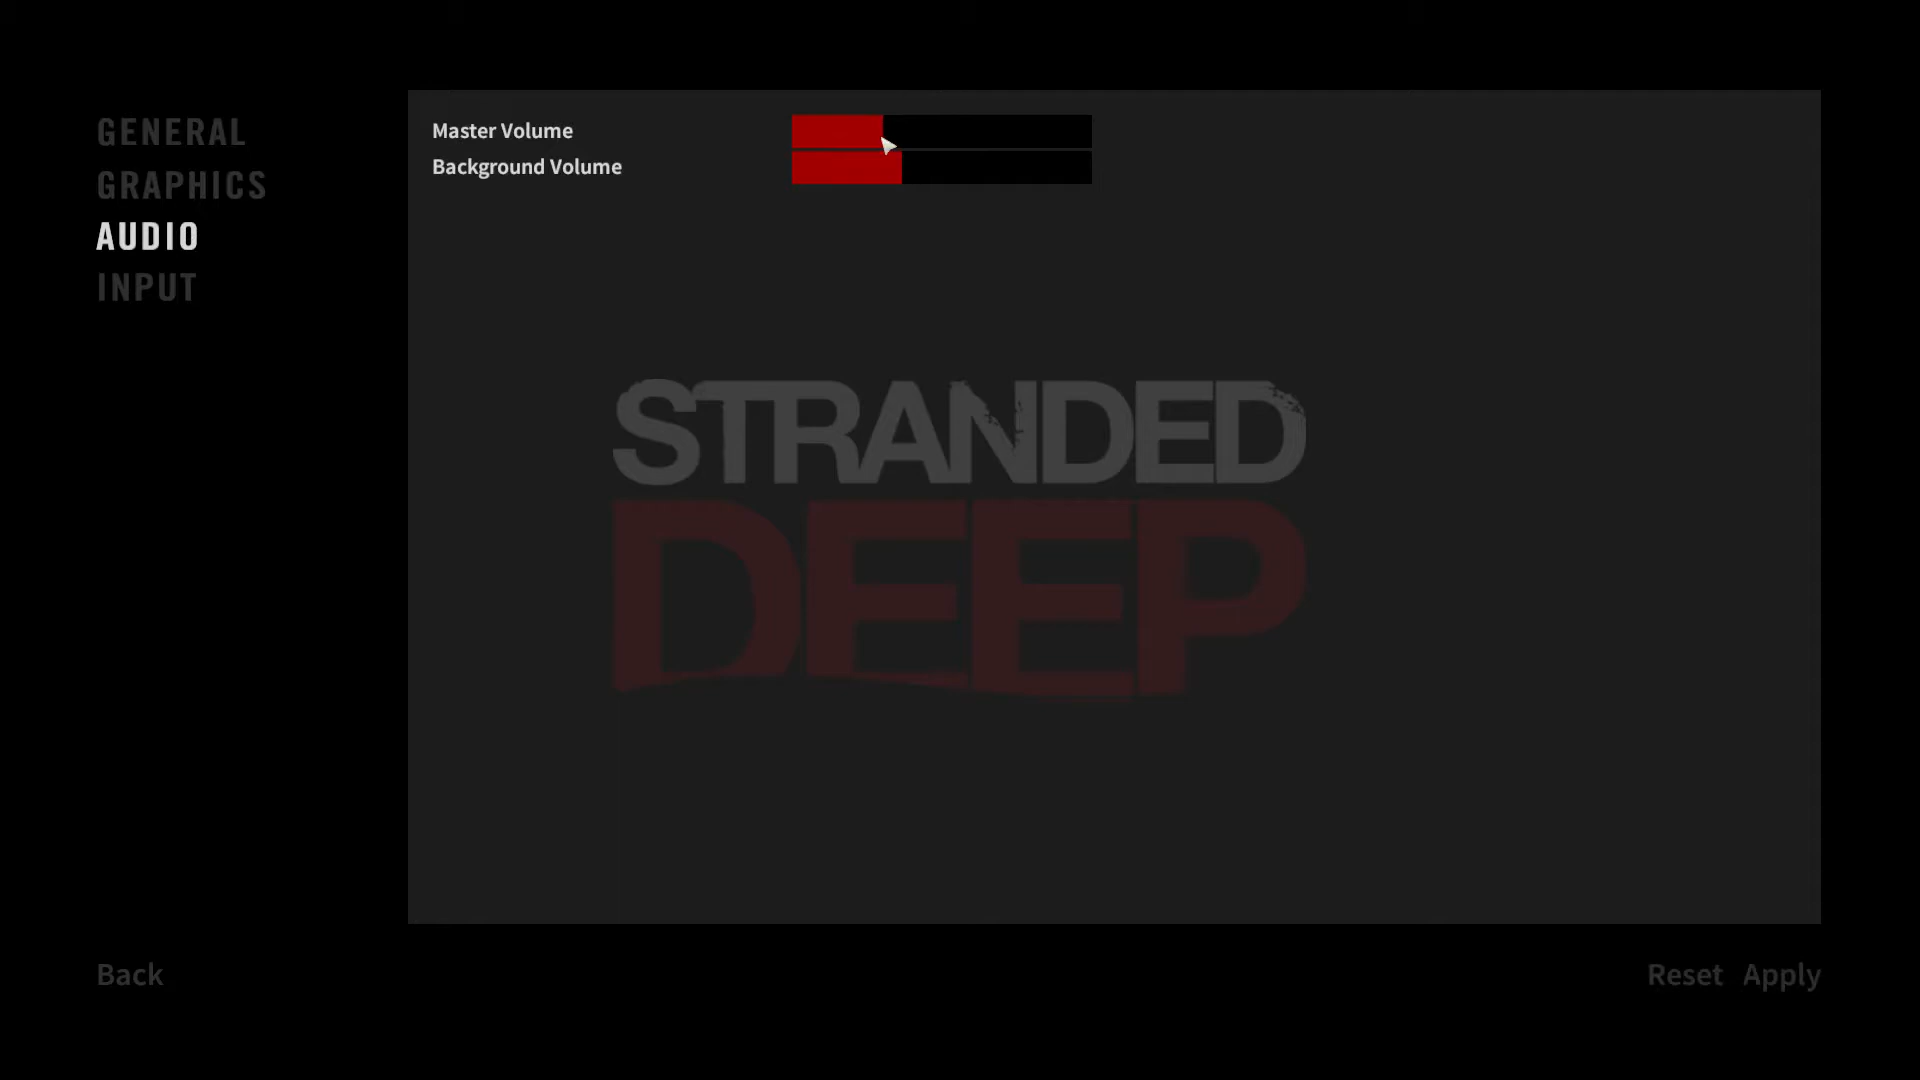 GENERAL
GRAPHICS
AUDIO
INPUT
Master Volume
Background Volume
STRANDED
DEEP
Back
Reset Apply